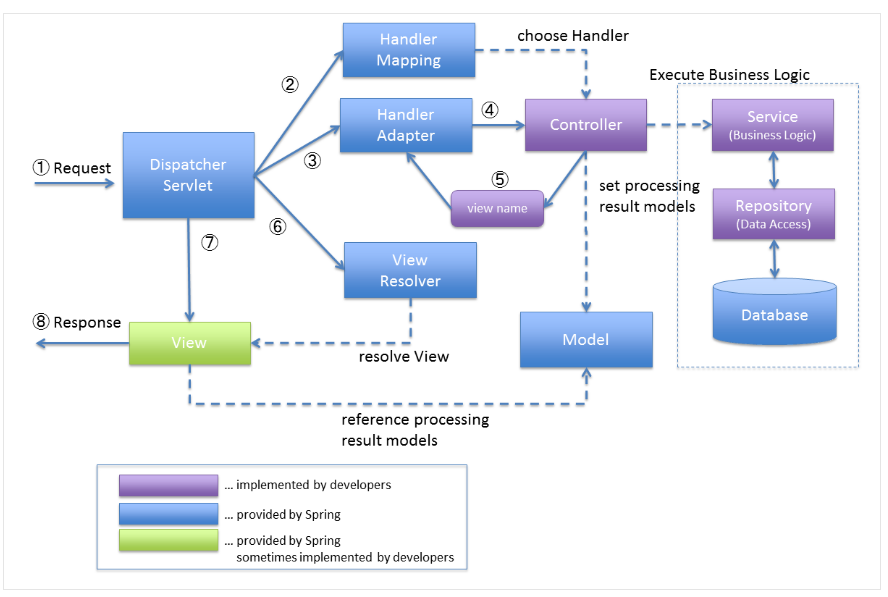 Handler
Mapping
choose Handler
②
Execute Business Logic
Handler
Adapter
④
Controller
Service
(Business Logic)
① Request
Dispatcher
Servlet
③
⑤
view name
set processing
result models
Repository
(Data Access)
⑥
⑦
View
Resolver
⑧ Response
View
resolve View
Model
Database
reference processing
result models
... implemented by developers
... provided by Spring
... provided by Spring
sometimes implemented by developers